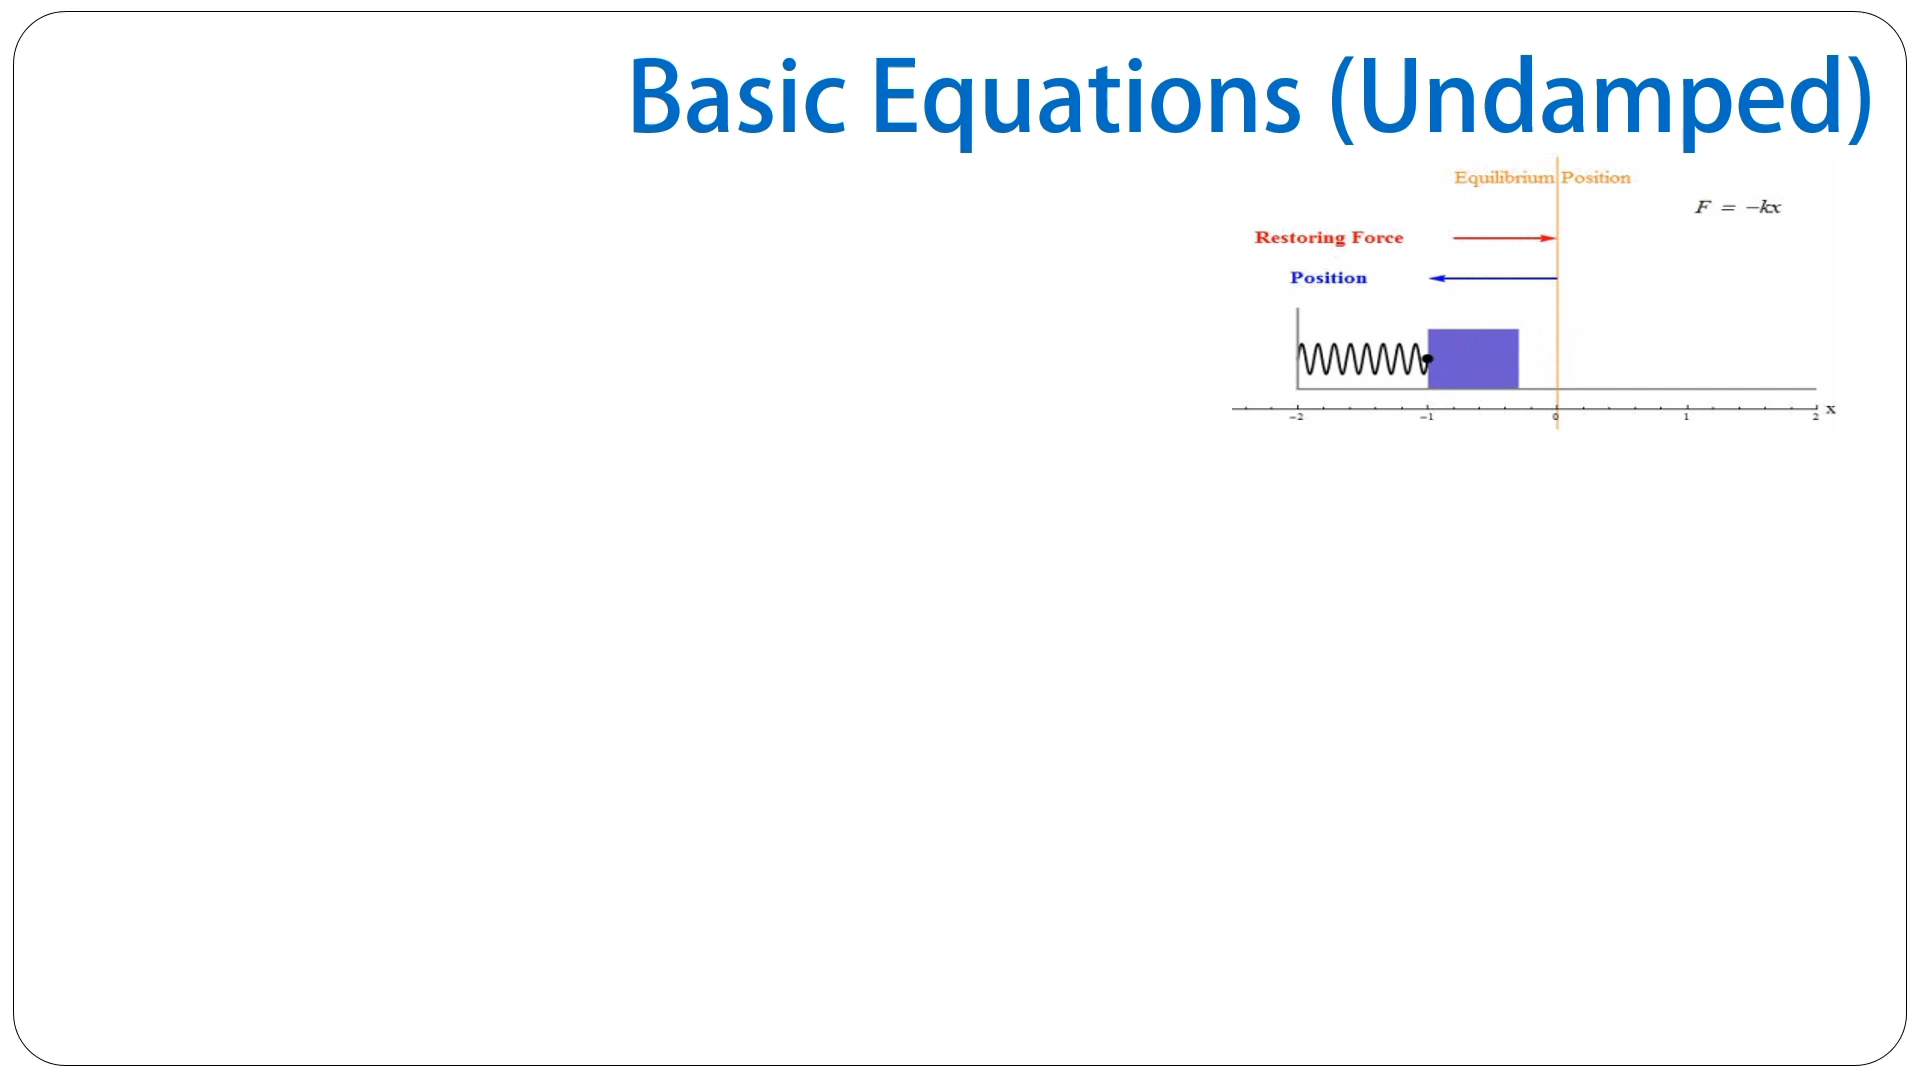 Basic Equations (Undamped)
Equilibrium Position
F = −kx
Restoring Force
Position
−2 −1 0 1 2 x